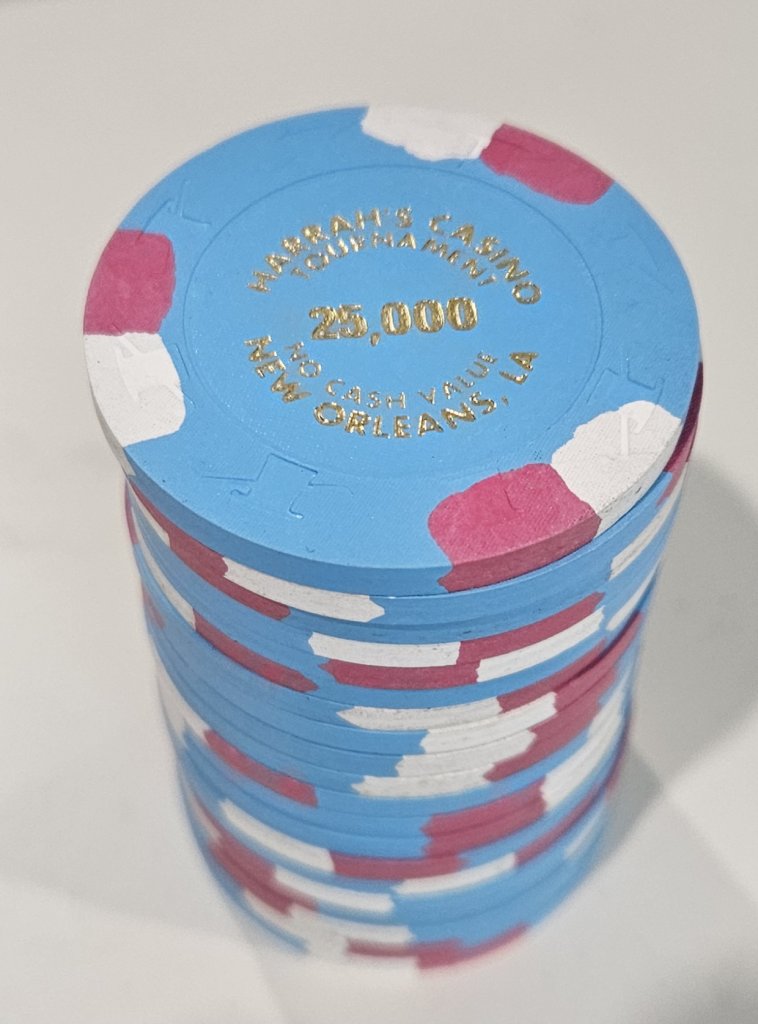 HARRAH'S CASINO
TOURNAMENT
25,000
NO CASH VALUE
NEW ORLEANS, LA